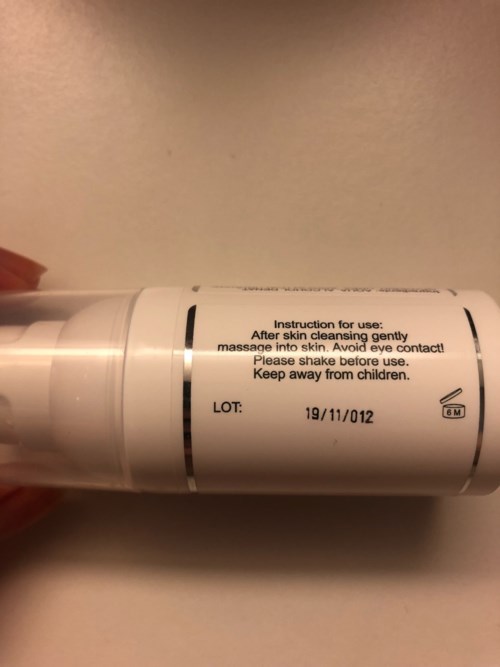 Instruction for use:
After skin cleansing gently
massage into skin. Avoid eye contact!
Please shake before use.
Keep away from children.
LOT: 19/11/012
6 M